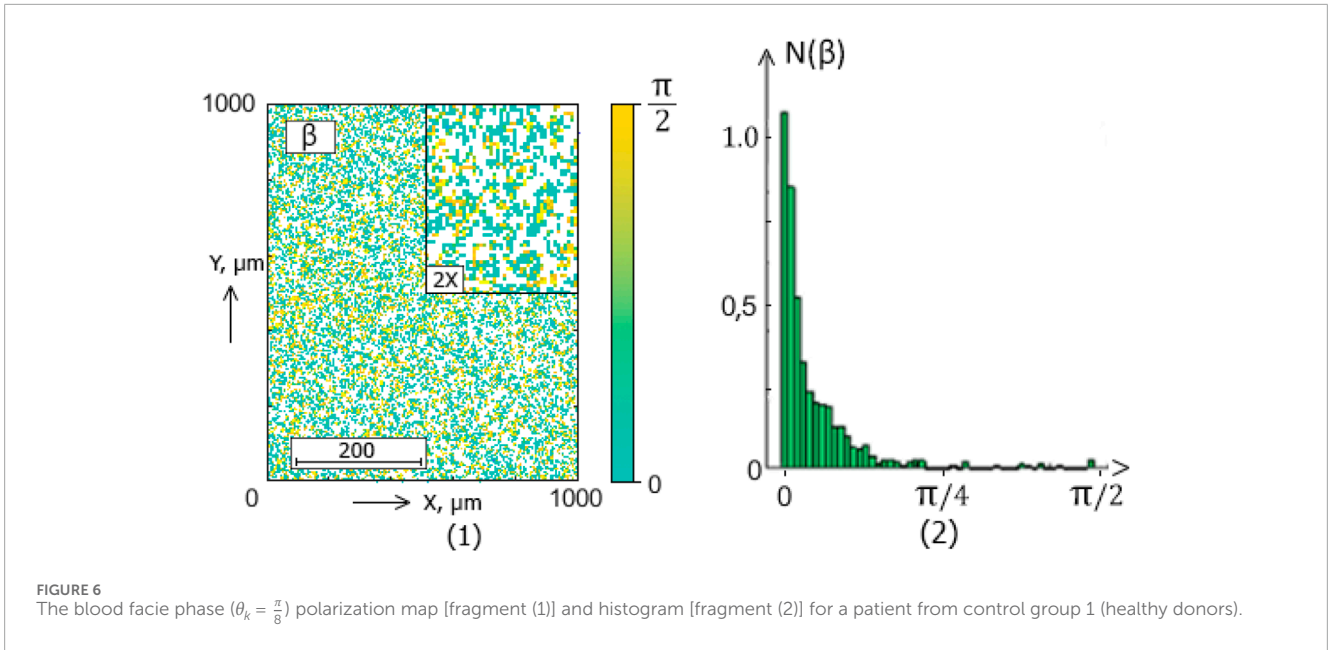 1000
β
π
2
Y, μm
2X
200
0
X, μm
1000
0
(1)
N(β)
1.0
0,5
0
0
π/4
π/2
(2)
FIGURE 6
The blood facie phase (θk = π/8) polarization map [fragment (1)] and histogram [fragment (2)] for a patient from control group 1 (healthy donors).